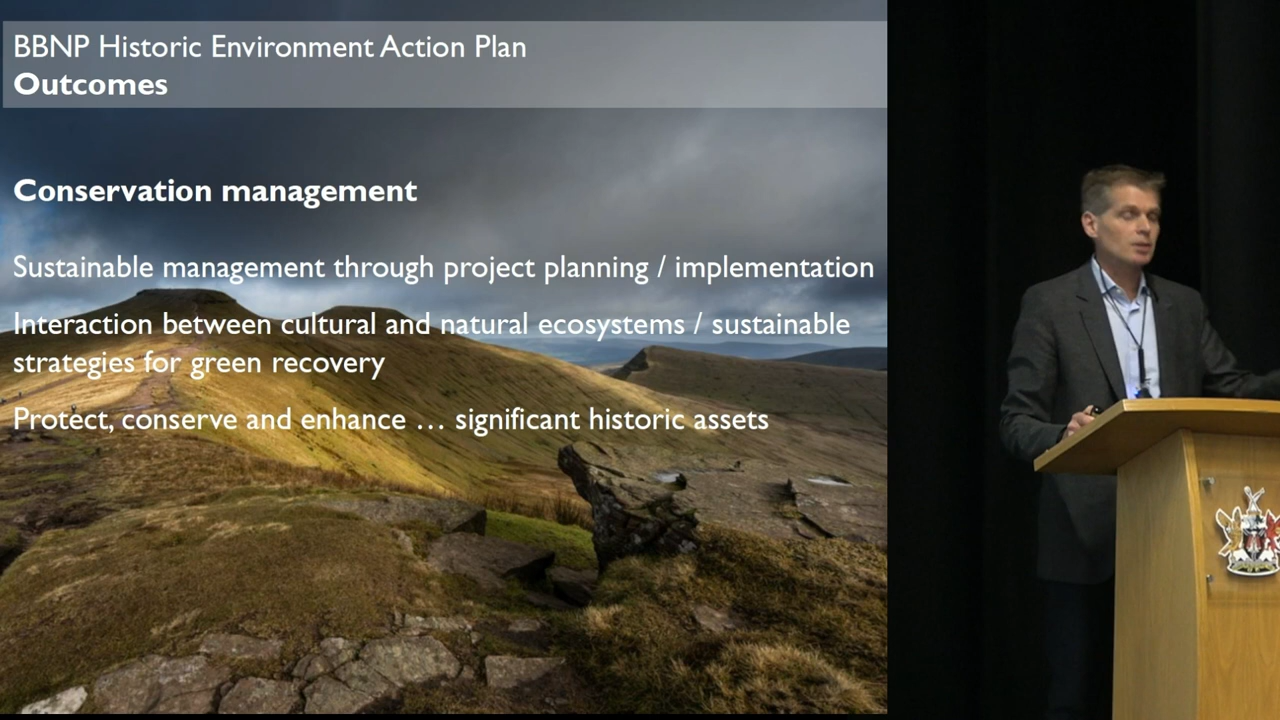 BBNP Historic Environment Action Plan
Outcomes
Conservation management
Sustainable management through project planning / implementation
Interaction between cultural and natural ecosystems / sustainable
strategies for green recovery
Protect, conserve and enhance … significant historic assets